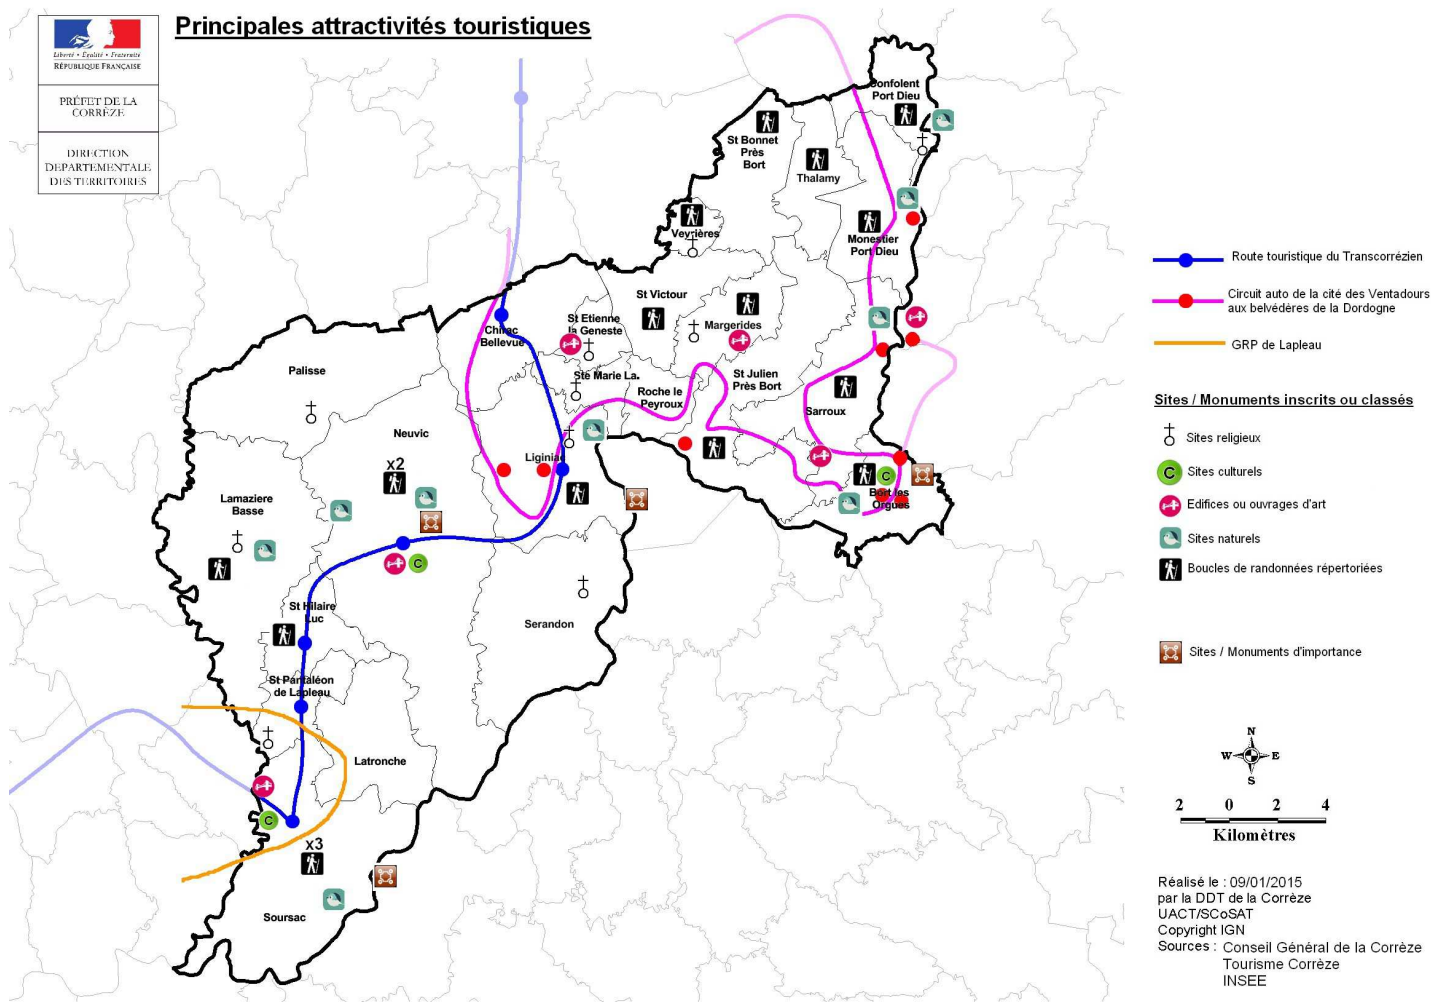 Principales attractivités touristiques
Liberté • Egalité • Fraternité
RÉPUBLIQUE FRANÇAISE
PRÉFET DE LA
CORRÈZE
DIRECTION
DEPARTEMENTALE
DES TERRITOIRES
Confolent
Port Dieu
St Bonnet
Près
Bort
Thalamy
Veyrières
Monestier
Port Dieu
St Victour
Margerides
St Etienne
la Geneste
Chirac
Bellevue
Ste Marie La.
Roche le
Peyroux
St Julien
Près Bort
Sarroux
Palisse
Neuvic
x2
Liginiac
Bort les
Orgues
Lamaziere
Basse
St Hilaire
Luc
Serandon
St Pantaléon
de Lapleau
Latronche
C
C
C
x3
Soursac
Route touristique du Transcorrézien
Circuit auto de la cité des Ventadours
aux belvédères de la Dordogne
GRP de Lapleau
Sites / Monuments inscrits ou classés
Sites religieux
C Sites culturels
Edifices ou ouvrages d'art
Sites naturels
Boucles de randonnées répertoriées
Sites / Monuments d'importance
N
W E
S
2 0 2 4
Kilomètres
Réalisé le : 09/01/2015
par la DDT de la Corrèze
UACT/SCoSAT
Copyright IGN
Sources : Conseil Général de la Corrèze
Tourisme Corrèze
INSEE